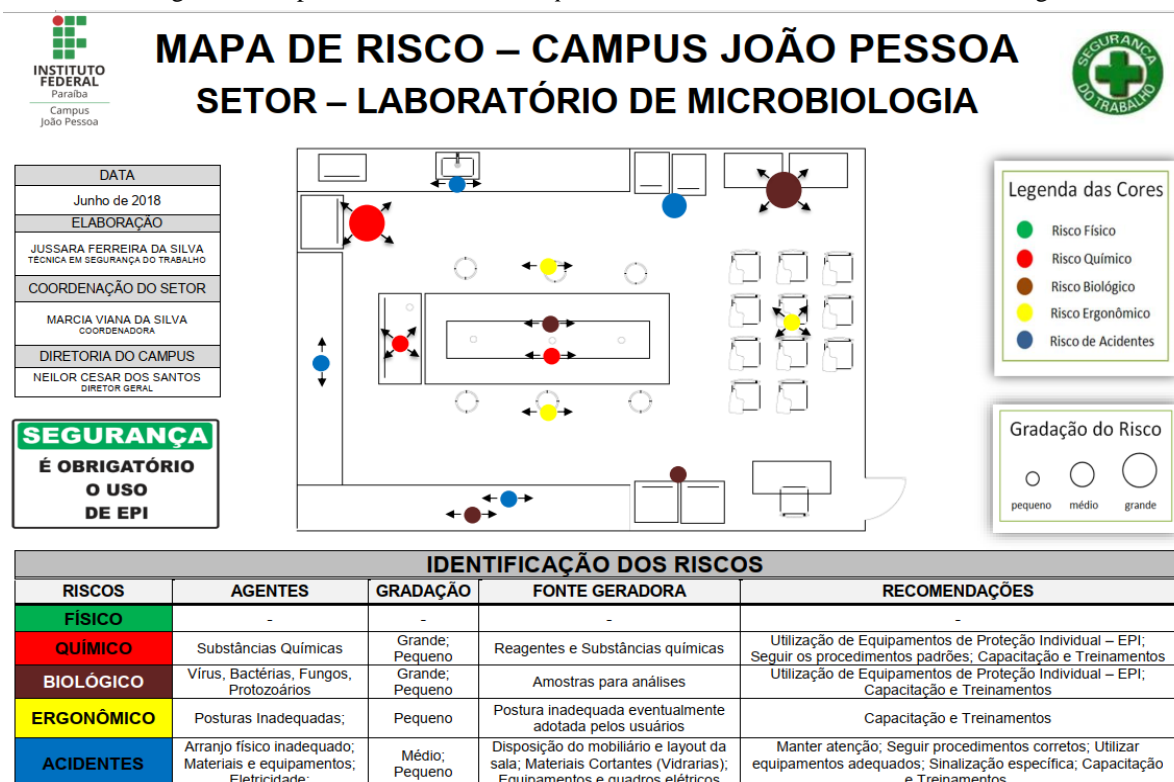 INSTITUTO
FEDERAL
Paraíba
Campus
João Pessoa
MAPA DE RISCO – CAMPUS JOÃO PESSOA
SETOR – LABORATÓRIO DE MICROBIOLOGIA
SEGURANÇA
DO TRABALHO
DATA
Junho de 2018
ELABORAÇÃO
JUSSARA FERREIRA DA SILVA
TÉCNICA EM SEGURANÇA DO TRABALHO
COORDENAÇÃO DO SETOR
MARCIA VIANA DA SILVA
COORDENADORA
DIRETORIA DO CAMPUS
NEILOR CESAR DOS SANTOS
DIRETOR GERAL
SEGURANÇA
É OBRIGATÓRIO
O USO
DE EPI
Legenda das Cores
Risco Físico
Risco Químico
Risco Biológico
Risco Ergonômico
Risco de Acidentes
Gradação do Risco
pequeno médio grande
IDENTIFICAÇÃO DOS RISCOS
RISCOS AGENTES GRADAÇÃO FONTE GERADORA RECOMENDAÇÕES
FÍSICO - - - -
QUÍMICO Substâncias Químicas Grande; Pequeno Reagentes e Substâncias químicas Utilização de Equipamentos de Proteção Individual – EPI;
Seguir os procedimentos padrões; Capacitação e Treinamentos
BIOLÓGICO Vírus, Bactérias, Fungos, Protozoários Grande; Pequeno Amostras para análises Utilização de Equipamentos de Proteção Individual – EPI;
Capacitação e Treinamentos
ERGONÔMICO Posturas Inadequadas; Pequeno Postura inadequada eventualmente adotada pelos usuários Capacitação e Treinamentos
ACIDENTES Arranjo físico inadequado; Materiais e equipamentos; Eletricidade; Médio; Pequeno Disposição do mobiliário e layout da sala; Materiais Cortantes (Vidrarias); Equipamentos e quadros elétricos Manter atenção; Seguir procedimentos corretos; Utilizar
equipamentos adequados; Sinalização específica; Capacitação
e Treinamentos